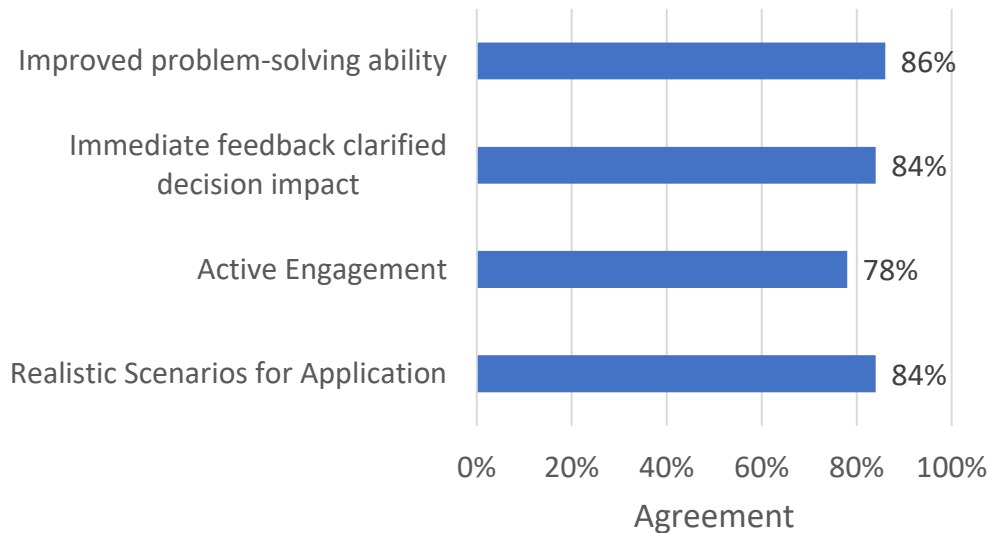 Improved problem-solving ability
86%
Immediate feedback clarified
decision impact
84%
Active Engagement
78%
Realistic Scenarios for Application
84%
0% 20% 40% 60% 80% 100%
Agreement